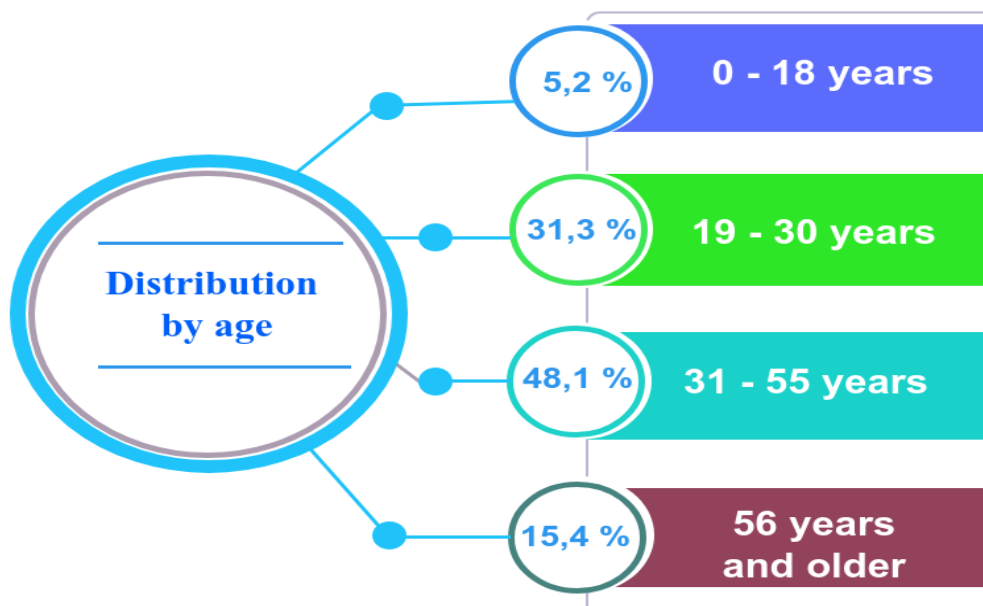 Distribution
by age
5,2 %
0 - 18 years
31,3 %
19 - 30 years
48,1 %
31 - 55 years
15,4 %
56 years
and older